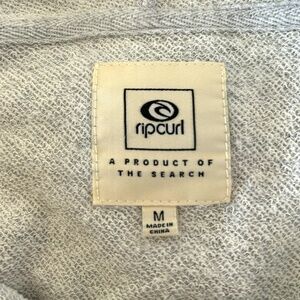 ripcurl
A PRODUCT OF
THE SEARCH
M
MADE IN
CHINA